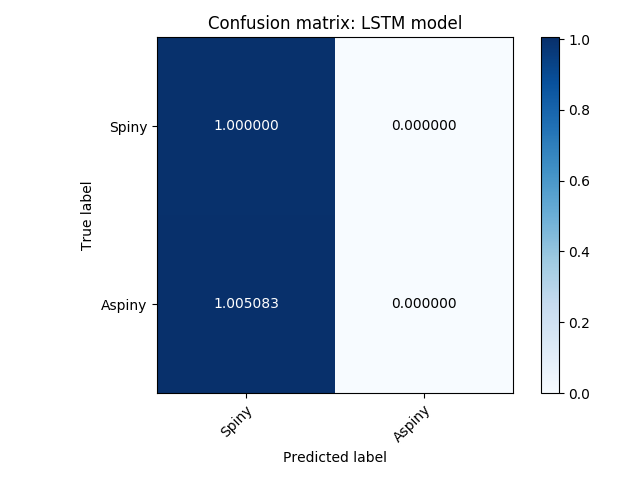 Confusion matrix: LSTM model
True label
Spiny
1.000000
0.000000
Aspiny
1.005083
0.000000
Spiny
Aspiny
Predicted label
1.0
0.8
0.6
0.4
0.2
0.0